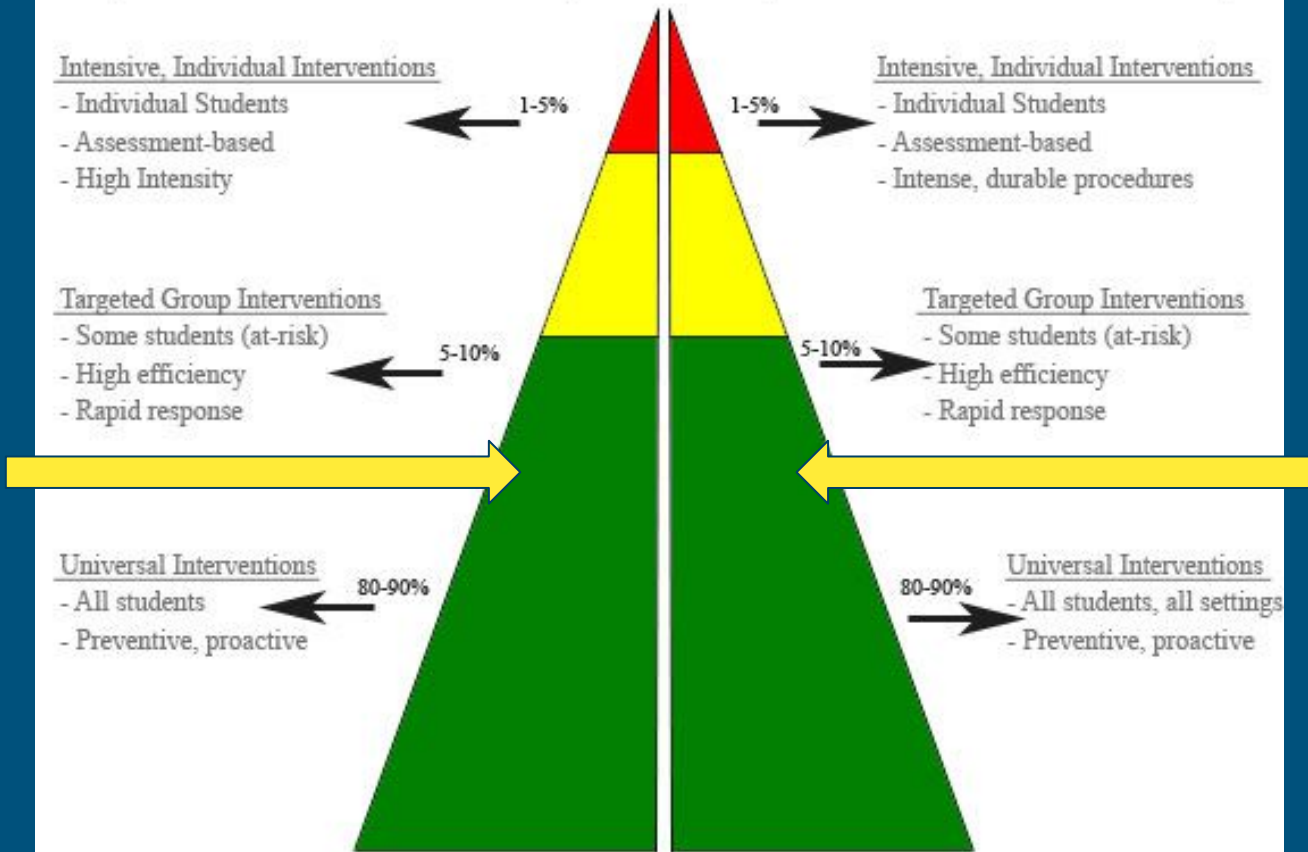 Intensive, Individual Interventions
- Individual Students
- Assessment-based
- High Intensity
1-5%
1-5%
Intensive, Individual Interventions
- Individual Students
- Assessment-based
- Intense, durable procedures
Targeted Group Interventions
- Some students (at-risk)
- High efficiency
- Rapid response
5-10%
5-10%
Targeted Group Interventions
- Some students (at-risk)
- High efficiency
- Rapid response
Universal Interventions
- All students
- Preventive, proactive
80-90%
80-90%
Universal Interventions
- All students, all settings
- Preventive, proactive